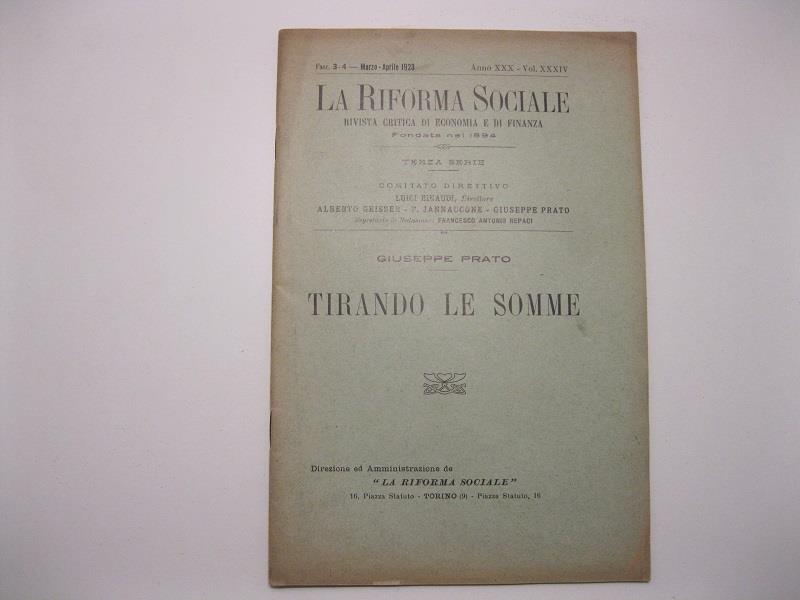 Fasc. 3-4 — Marzo-Aprile 1923 Anno XXX - Vol. XXXIV
LA RIFORMA SOCIALE
RIVISTA CRITICA DI ECONOMIA E DI FINANZA
Fondata nel 1894
TERZA SERIE
COMITATO DIRETTIVO
LUIGI EINAUDI, Direttore
ALBERTO GEISSER - P. JANNACCONE - GIUSEPPE PRATO
Segretario di Redazione: FRANCESCO ANTONIO REPACI
GIUSEPPE PRATO
TIRANDO LE SOMME
Direzione ed Amministrazione de
"LA RIFORMA SOCIALE"
16, Piazza Statuto - TORINO (9) - Piazza Statuto, 16